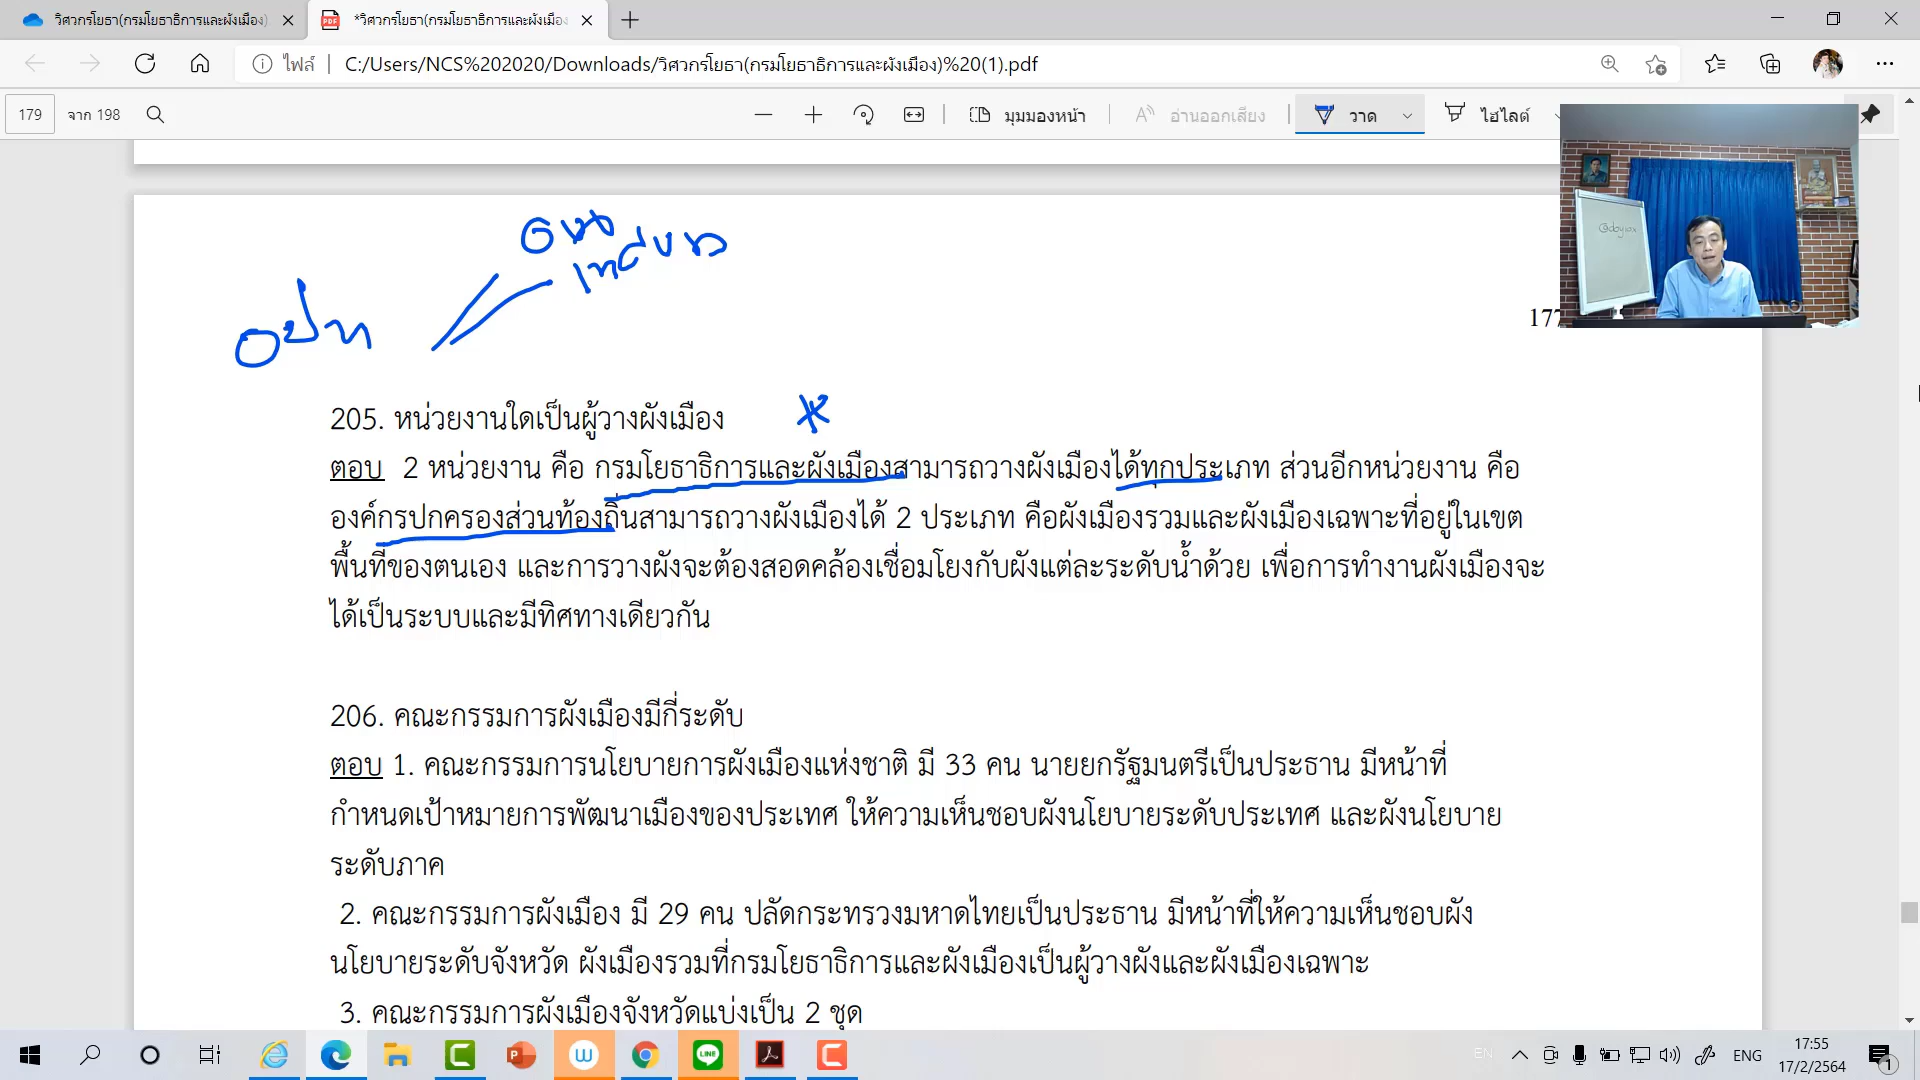 วิศวกรโยธา(กรมโยธาธิการและผังเมือง)
*วิศวกรโยธา(กรมโยธาธิการและผังเมือง
ไฟล์ | C:/Users/NCS%202020/Downloads/วิศวกรโยธา(กรมโยธาธิการและผังเมือง)%20(1).pdf
179 จาก 198 มุมมองหน้า อ่านออกเสียง วาด ไฮไลต์
อบต
เทศบาล
อปท
177
205. หน่วยงานใดเป็นผู้วางผังเมือง *
ตอบ 2 หน่วยงาน คือ กรมโยธาธิการและผังเมืองสามารถวางผังเมืองได้ทุกประเภท ส่วนอีกหน่วยงาน คือ
องค์กรปกครองส่วนท้องถิ่นสามารถวางผังเมืองได้ 2 ประเภท คือผังเมืองรวมและผังเมืองเฉพาะที่อยู่ในเขต
พื้นที่ของตนเอง และการวางผังจะต้องสอดคล้องเชื่อมโยงกับผังแต่ละระดับน้ำด้วย เพื่อการทำงานผังเมืองจะ
ได้เป็นระบบและมีทิศทางเดียวกัน
206. คณะกรรมการผังเมืองมีกี่ระดับ
ตอบ 1. คณะกรรมการนโยบายการผังเมืองแห่งชาติ มี 33 คน นายยกรัฐมนตรีเป็นประธาน มีหน้าที่
กำหนดเป้าหมายการพัฒนาเมืองของประเทศ ให้ความเห็นชอบผังนโยบายระดับประเทศ และผังนโยบาย
ระดับภาค
2. คณะกรรมการผังเมือง มี 29 คน ปลัดกระทรวงมหาดไทยเป็นประธาน มีหน้าที่ให้ความเห็นชอบผัง
นโยบายระดับจังหวัด ผังเมืองรวมที่กรมโยธาธิการและผังเมืองเป็นผู้วางผังและผังเมืองเฉพาะ
3. คณะกรรมการผังเมืองจังหวัดแบ่งเป็น 2 ชุด
ENG
17:55
17/2/2564